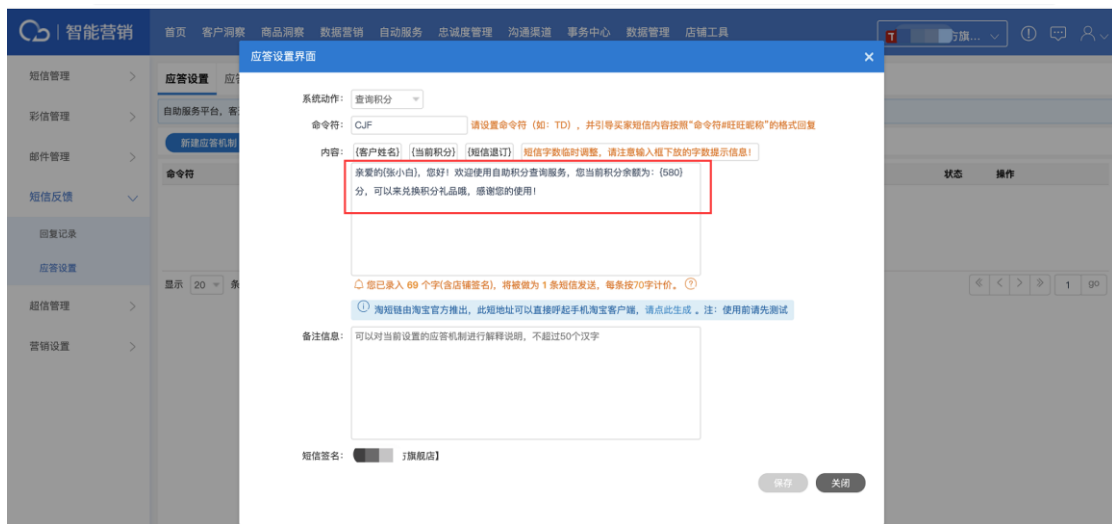 智能营销
首页 客户洞察 商品洞察 数据营销 自动服务 忠诚度管理 沟通渠道 事务中心 数据管理 店铺工具
T 旗...
应答设置界面
短信管理
彩信管理
邮件管理
短信反馈
回复记录
应答设置
超信管理
营销设置
应答设置
自助服务平台，客
新建应答机制
命令符
状态 操作
显示 20 条
1 go
系统动作： 查询积分
命令符： CJF 请设置命令符（如：TD），并引导买家短信内容按照"命令符#旺旺昵称"的格式回复
内容： {客户姓名} {当前积分} {短信退订} 短信字数临时调整，请注意输入框下放的字数提示信息！
亲爱的{张小白}，您好！欢迎使用自助积分查询服务，您当前积分余额为：{580}
分，可以来兑换积分礼品哦，感谢您的使用！
您已录入 69 个字(含店铺签名)，将被做为 1 条短信发送，每条按70字计价。
淘短链由淘宝官方推出，此短地址可以直接呼起手机淘宝客户端，请点此生成 。注：使用前请先测试
备注信息： 可以对当前设置的应答机制进行解释说明，不超过50个汉字
短信签名： 旗舰店】
保存 关闭